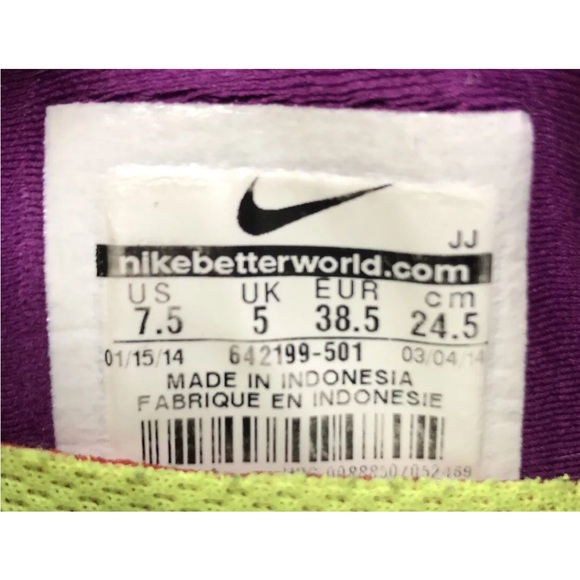 JJ
nikebetterworld.com
US UK EUR cm
7.5 5 38.5 24.5
01/15/14 642199-501 03/04/14
MADE IN INDONESIA
FABRIQUE EN INDONESIE